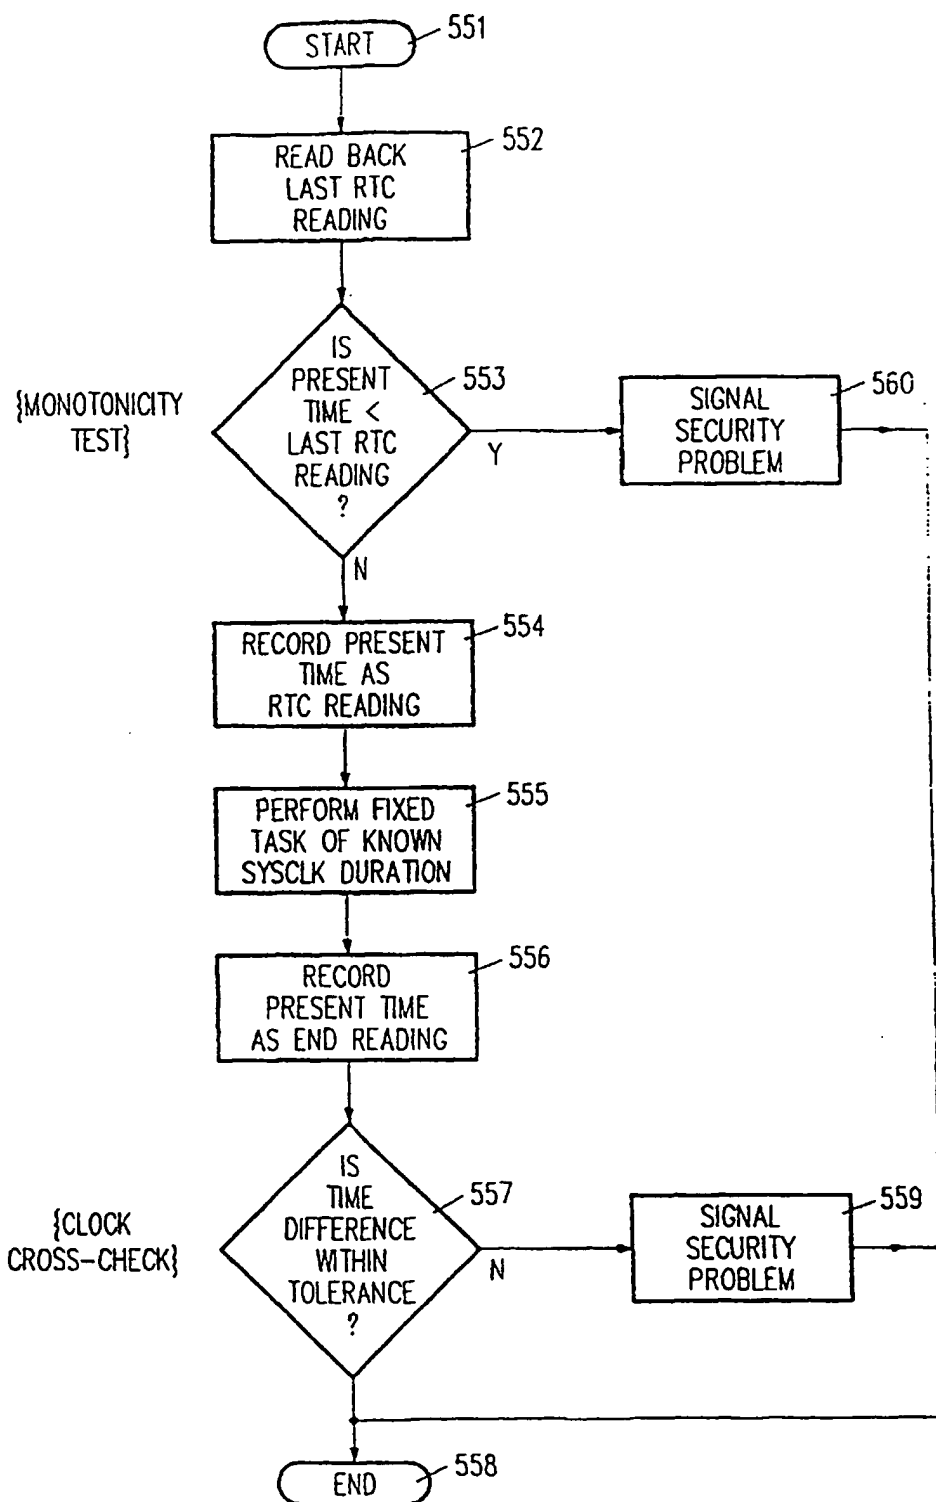 START
551
READ BACK
LAST RTC
READING
552
IS
PRESENT
TIME <
LAST RTC
READING
?
553
{MONOTONICITY
TEST}
Y
SIGNAL
SECURITY
PROBLEM
560
N
RECORD PRESENT
TIME AS
RTC READING
554
PERFORM FIXED
TASK OF KNOWN
SYSCLK DURATION
555
RECORD
PRESENT TIME
AS END READING
556
IS
TIME
DIFFERENCE
WITHIN
TOLERANCE
?
557
{CLOCK
CROSS-CHECK}
N
SIGNAL
SECURITY
PROBLEM
559
END
558